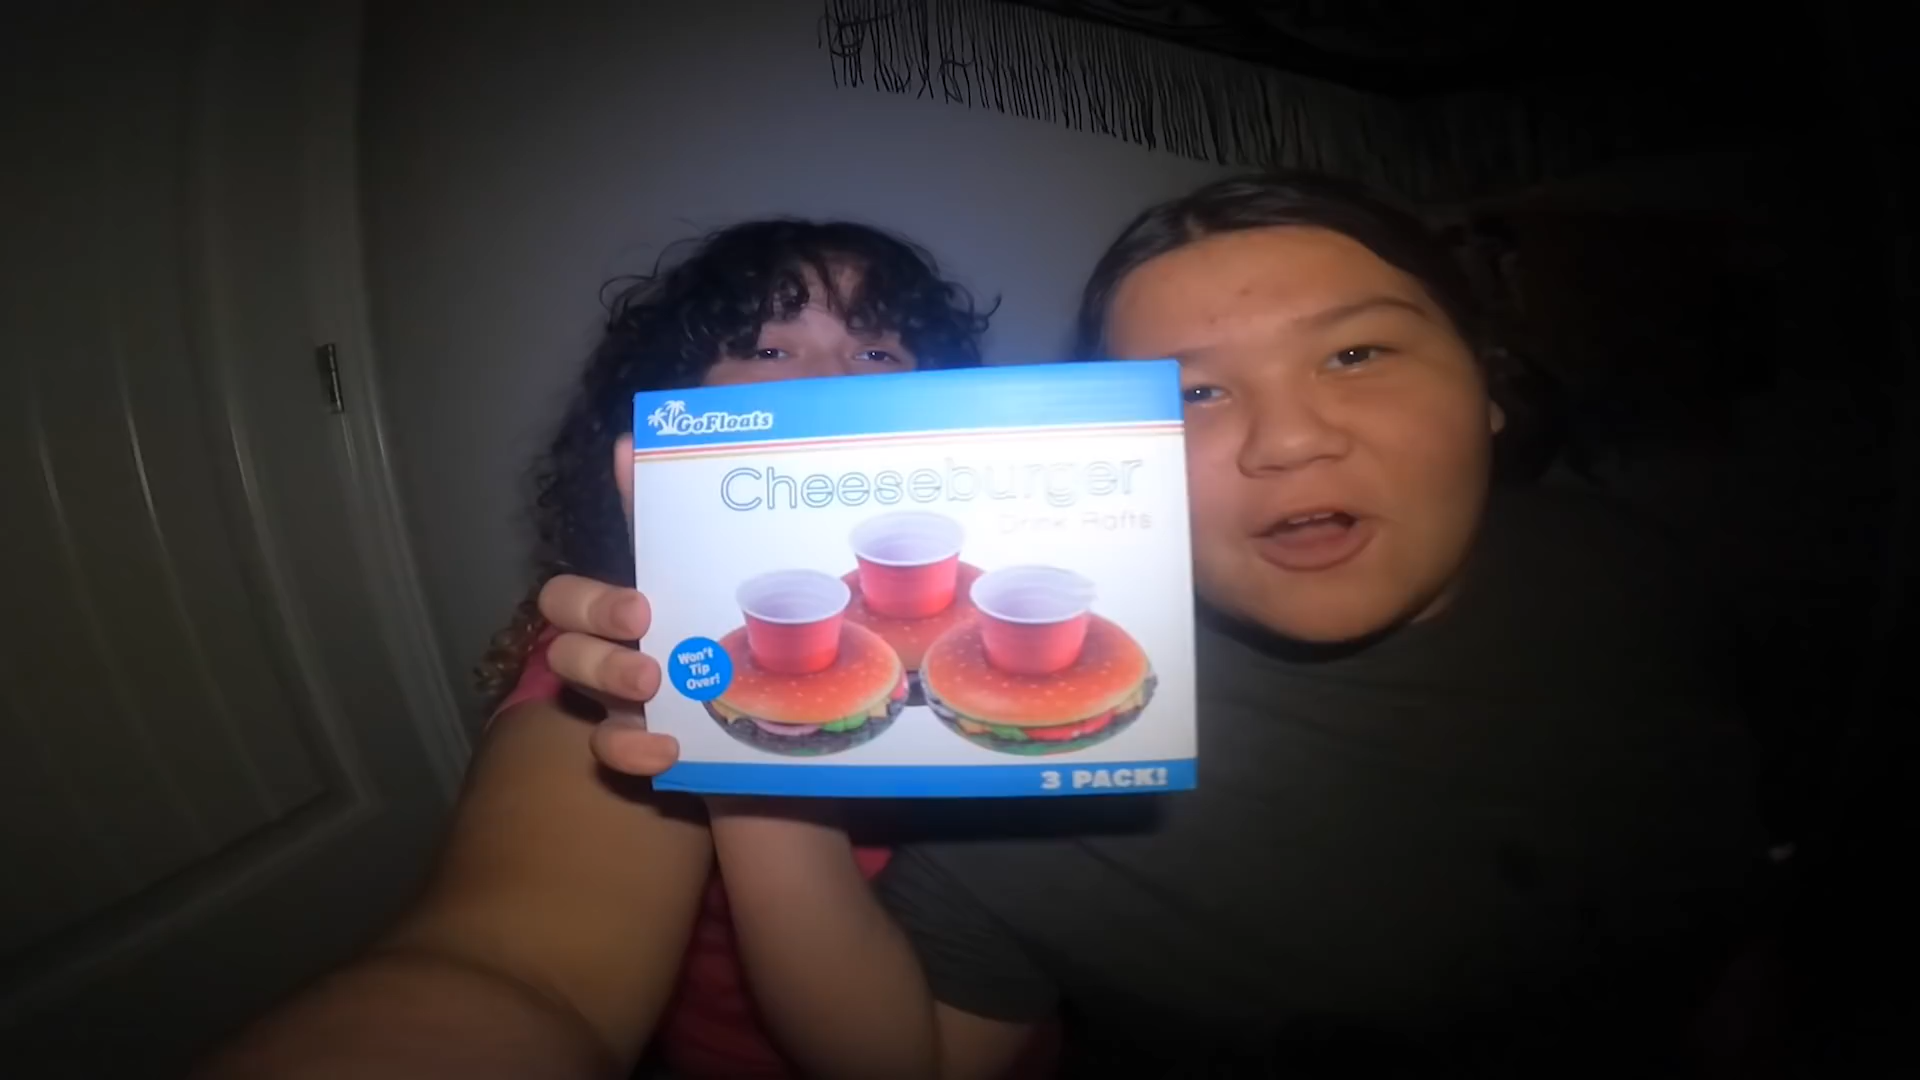 GoFloats
Cheeseburger
Drink Rafts
Won't
Tip
Over!
3 PACK!